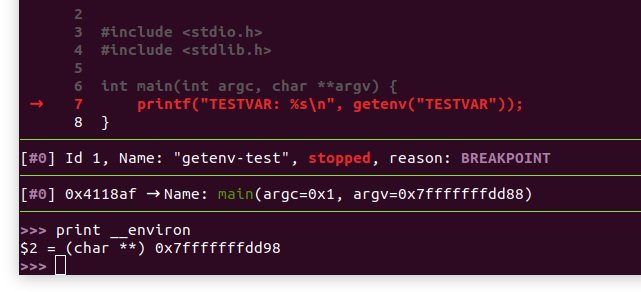 2
3 #include <stdio.h>
4 #include <stdlib.h>
5
6 int main(int argc, char **argv) {
→ 7     printf("TESTVAR: %s\n", getenv("TESTVAR"));
8 }
[#0] Id 1, Name: "getenv-test", stopped, reason: BREAKPOINT
[#0] 0x4118af →Name: main(argc=0x1, argv=0x7fffffffdd88)
>>> print __environ
$2 = (char **) 0x7fffffffdd98
>>>